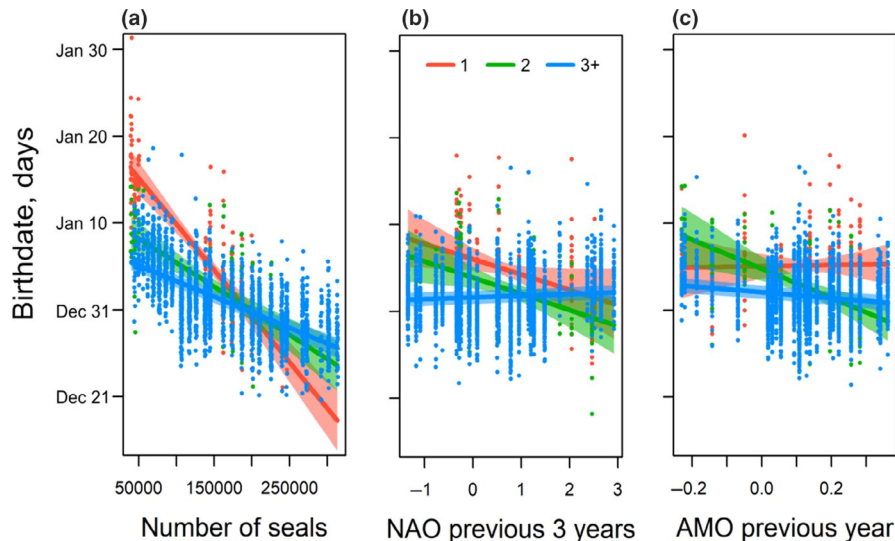 (a) (b) (c)
1 2 3+
Jan 30
Jan 20
Jan 10
Dec 31
Dec 21
Birthdate, days
50000 150000 250000
−1 0 1 2 3
−0.2 0.0 0.2
Number of seals NAO previous 3 years AMO previous year